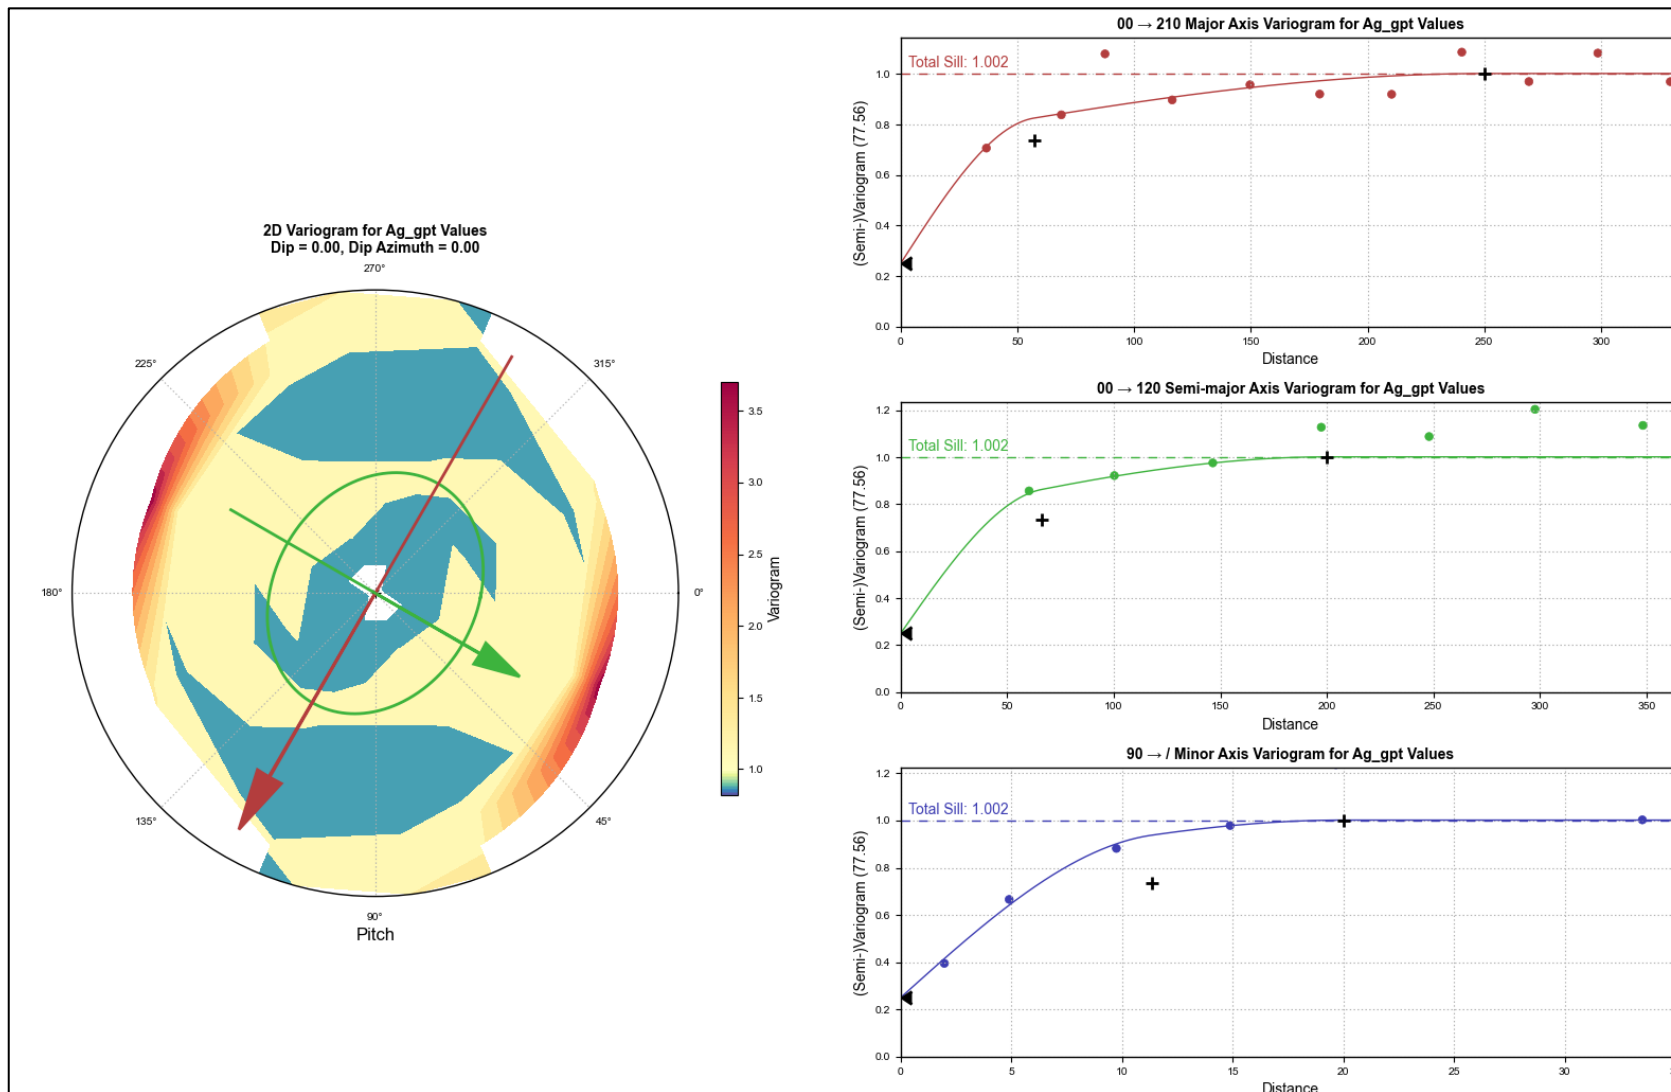 2D Variogram for Ag_gpt Values
Dip = 0.00, Dip Azimuth = 0.00
270°
225°
315°
180°
0°
135°
45°
90°
Pitch
3.5
3.0
2.5
2.0
1.5
1.0
Variogram
00 → 210 Major Axis Variogram for Ag_gpt Values
Total Sill: 1.002
1.0
0.8
0.6
0.4
0.2
0.0
(Semi-)Variogram (77.56)
0 50 100 150 200 250 300
Distance
00 → 120 Semi-major Axis Variogram for Ag_gpt Values
Total Sill: 1.002
1.2
1.0
0.8
0.6
0.4
0.2
0.0
(Semi-)Variogram (77.56)
0 50 100 150 200 250 300 350
Distance
90 → / Minor Axis Variogram for Ag_gpt Values
Total Sill: 1.002
1.2
1.0
0.8
0.6
0.4
0.2
0.0
(Semi-)Variogram (77.56)
0 5 10 15 20 25 30
Distance